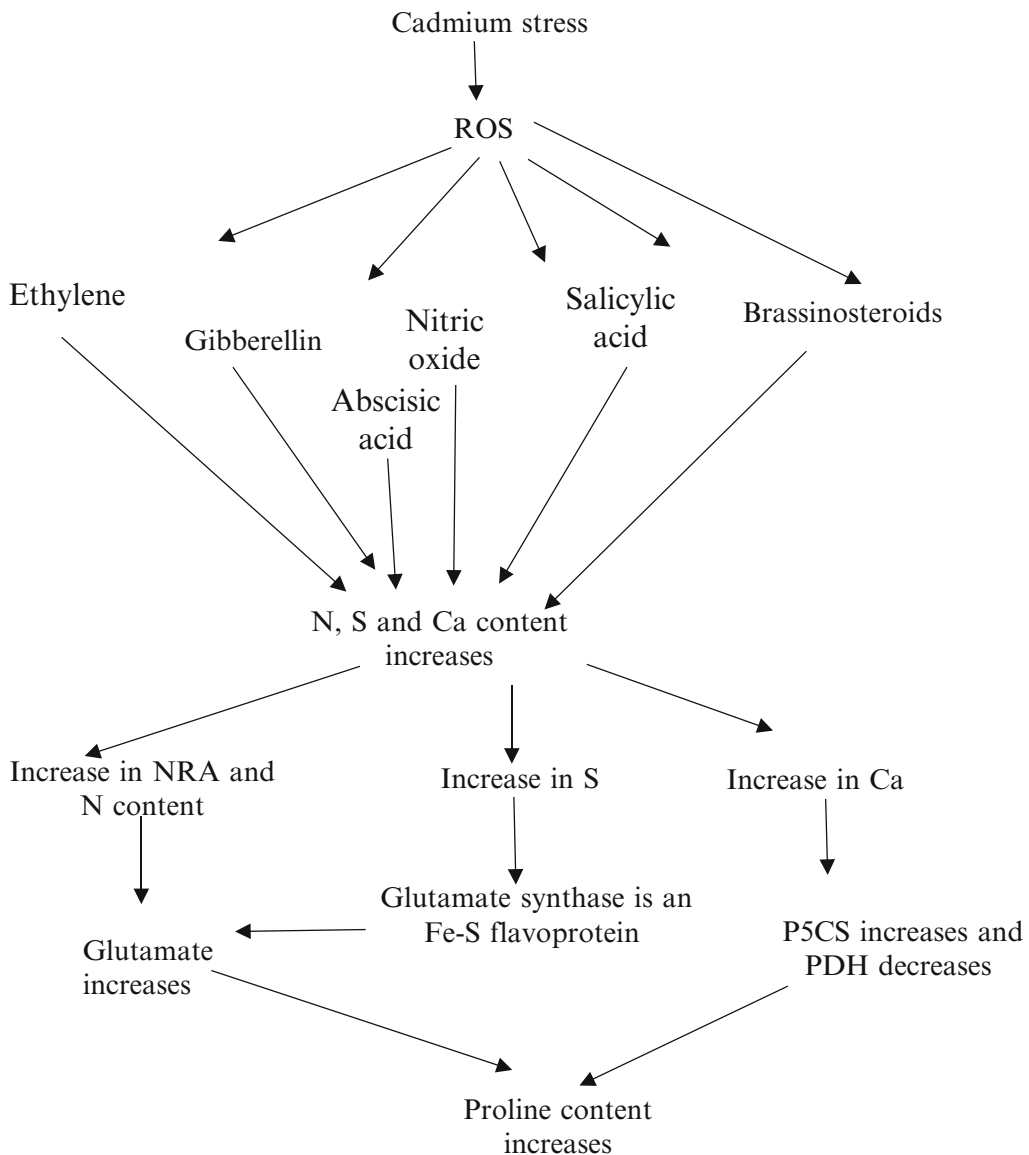 Cadmium stress
ROS
Ethylene
Gibberellin
Nitric
oxide
Abscisic
acid
Salicylic
acid
Brassinosteroids
N, S and Ca content
increases
Increase in NRA and
N content
Increase in S
Increase in Ca
Glutamate synthase is an
Fe-S flavoprotein
Glutamate
increases
P5CS increases and
PDH decreases
Proline content
increases